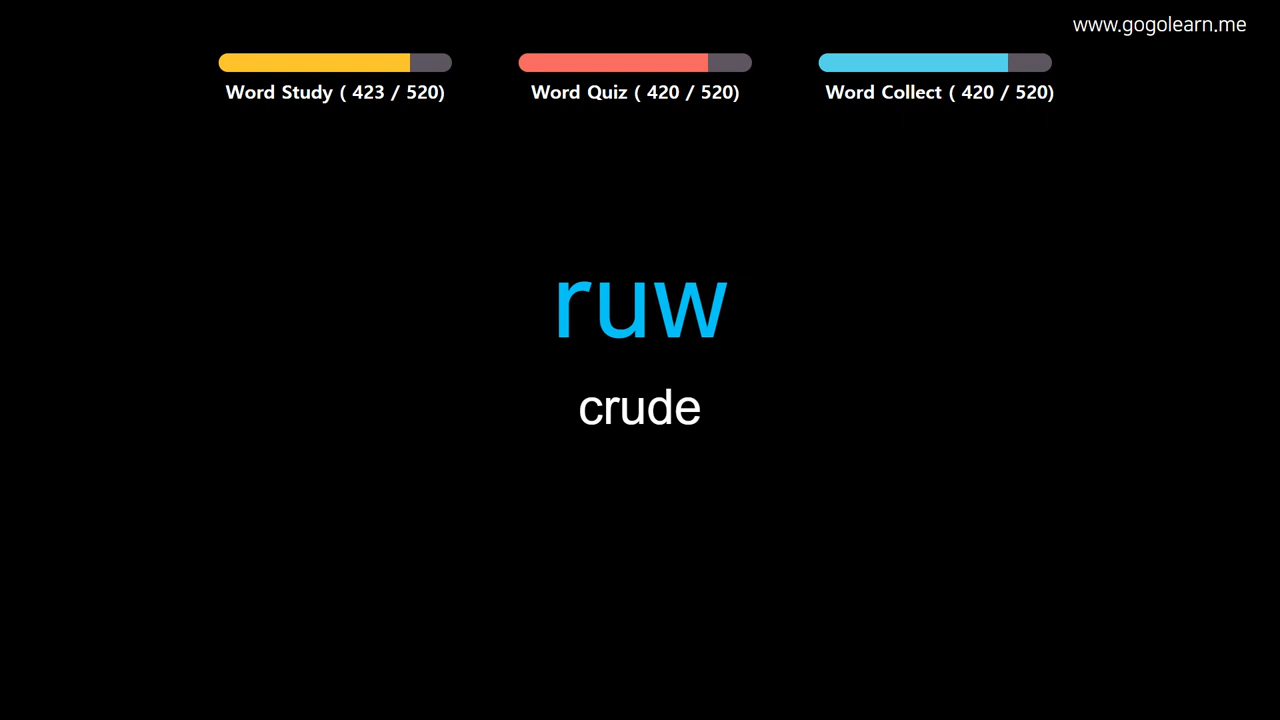 www.gogolearn.me
Word Study ( 423 / 520)
Word Quiz ( 420 / 520)
Word Collect ( 420 / 520)
ruw
crude